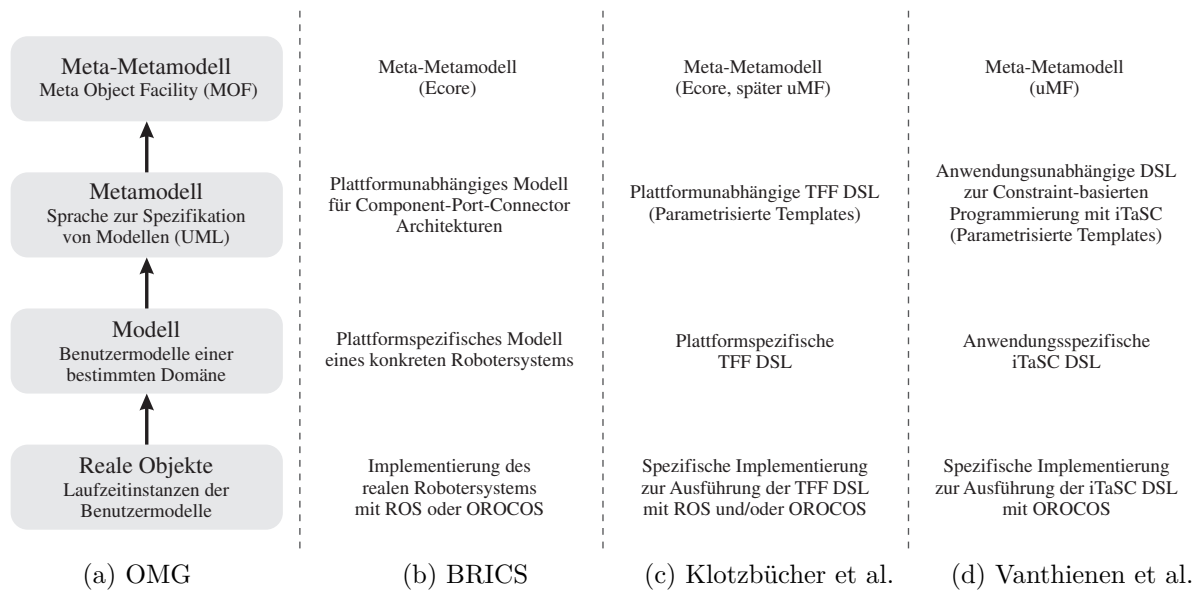 Meta-Metamodell
Meta Object Facility (MOF)
Metamodell
Sprache zur Spezifikation
von Modellen (UML)
Modell
Benutzermodelle einer
bestimmten Domäne
Reale Objekte
Laufzeitinstanzen der
Benutzermodelle
(a) OMG
Meta-Metamodell
(Ecore)
Plattformunabhängiges Modell
für Component-Port-Connector
Architekturen
Plattformspezifisches Modell
eines konkreten Robotersystems
Implementierung des
realen Robotersystems
mit ROS oder OROCOS
(b) BRICS
Meta-Metamodell
(Ecore, später uMF)
Plattformunabhängige TFF DSL
(Parametrisierte Templates)
Plattformspezifische
TFF DSL
Spezifische Implementierung
zur Ausführung der TFF DSL
mit ROS und/oder OROCOS
(c) Klotzbücher et al.
Meta-Metamodell
(uMF)
Anwendungsunabhängige DSL
zur Constraint-basierten
Programmierung mit iTaSC
(Parametrisierte Templates)
Anwendungsspezifische
iTaSC DSL
Spezifische Implementierung
zur Ausführung der iTaSC DSL
mit OROCOS
(d) Vanthienen et al.